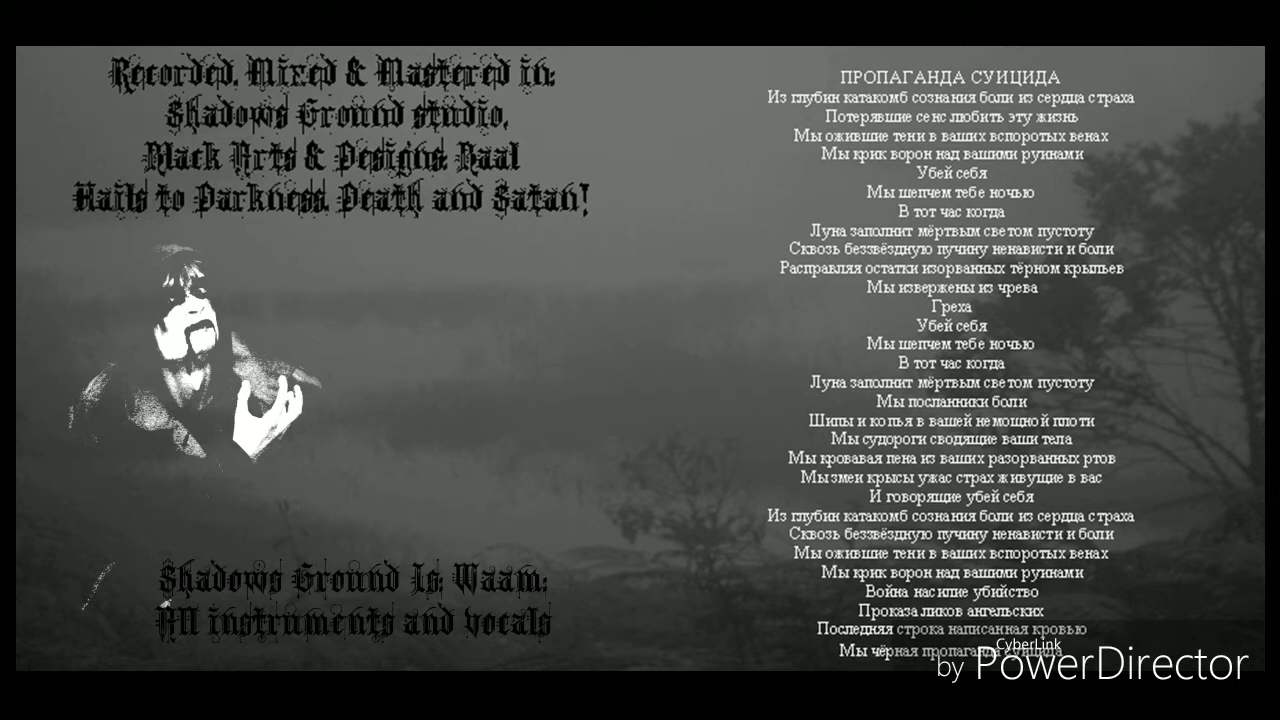 Recorded, Mixed & Mastered in:
Shadows Ground studio,
Black Arts & Designs: Baal
Hails to Darkness, Death and Satan!
Shadows Ground Is: Waam:
All instruments and vocals
ПРОПАГАНДА СУИЦИДА
Из глубин катакомб сознания боли из сердца страха
Потерявшие сенс любить эту жизнь
Мы ожившие тени в ваших вспоротых венах
Мы крик ворон над вашими руинами
Убей себя
Мы шепчем тебе ночью
В тот час когда
Луна заполнит мёртвым светом пустоту
Сквозь беззвёздную пучину ненависти и боли
Расправляя остатки изорванных тёрном крыльев
Мы извержены из чрева
Греха
Убей себя
Мы шепчем тебе ночью
В тот час когда
Луна заполнит мёртвым светом пустоту
Мы посланники боли
Шипы и копья в вашей немощной плоти
Мы судороги сводящие ваши тела
Мы кровавая пена из ваших разорванных ртов
Мы змеи крысы ужас страх живущие в вас
И говорящие убей себя
Из глубин катакомб сознания боли из сердца страха
Сквозь беззвёздную пучину ненависти и боли
Мы ожившие тени в ваших вспоротых венах
Мы крик ворон над вашими руинами
Война насилие убийство
Проказа ликов ангельских
Последняя строка написанная кровью
Мы чёрная пропаганда суицида
CyberLink
by PowerDirector